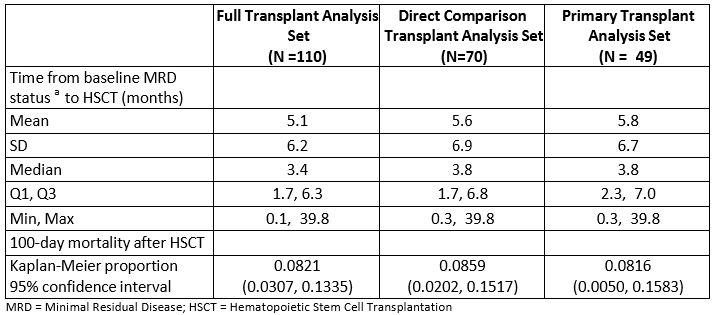 Full Transplant Analysis Set (N =110) Direct Comparison Transplant Analysis Set (N=70) Primary Transplant Analysis Set (N = 49)
Time from baseline MRD
status a to HSCT (months)
Mean 5.1 5.6 5.8
SD 6.2 6.9 6.7
Median 3.4 3.8 3.8
Q1, Q3 1.7, 6.3 1.7, 6.8 2.3, 7.0
Min, Max 0.1, 39.8 0.3, 39.8 0.3, 39.8
100-day mortality after HSCT
Kaplan-Meier proportion 0.0821 0.0859 0.0816
95% confidence interval (0.0307, 0.1335) (0.0202, 0.1517) (0.0050, 0.1583)
MRD = Minimal Residual Disease; HSCT = Hematopoietic Stem Cell Transplantation